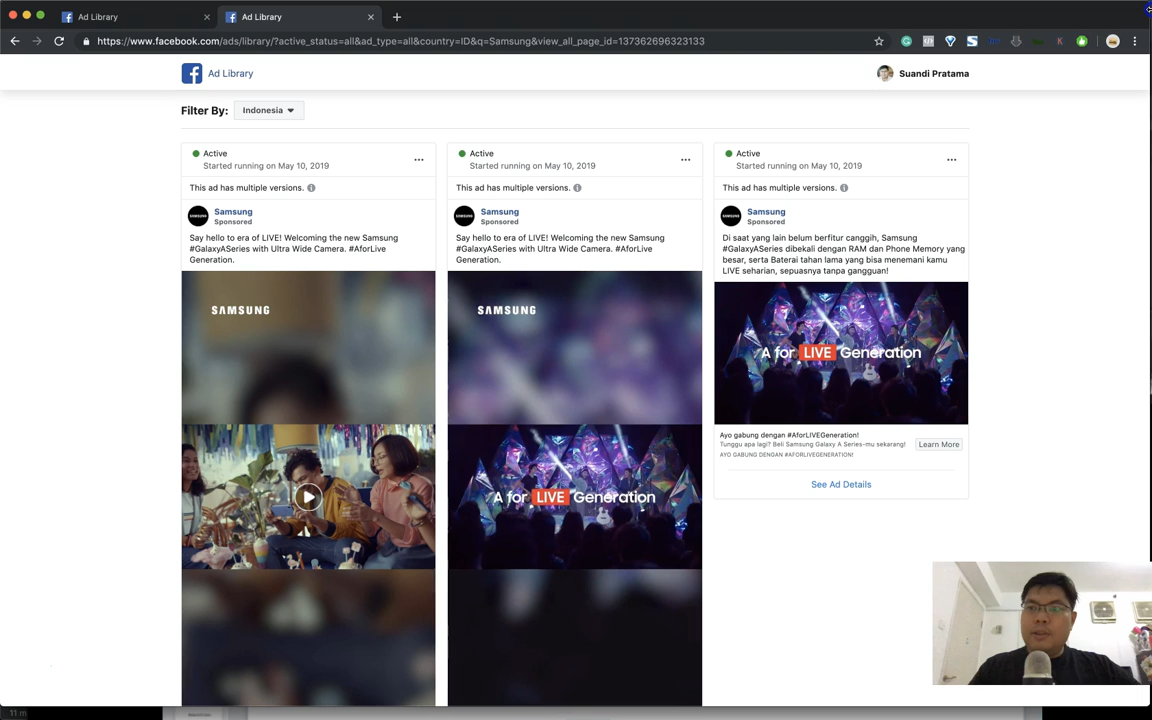 Ad Library
Ad Library
https://www.facebook.com/ads/library/?active_status=all&ad_type=all&country=ID&q=Samsung&view_all_page_id=137362696323133
Ad Library
Suandi Pratama
Filter By: Indonesia
Active
Started running on May 10, 2019
This ad has multiple versions.
Samsung
Sponsored
Say hello to era of LIVE! Welcoming the new Samsung
#GalaxyASeries with Ultra Wide Camera. #AforLive
Generation.
SAMSUNG
Active
Started running on May 10, 2019
This ad has multiple versions.
Samsung
Sponsored
Say hello to era of LIVE! Welcoming the new Samsung
#GalaxyASeries with Ultra Wide Camera. #AforLive
Generation.
SAMSUNG
A for LIVE Generation
Active
Started running on May 10, 2019
This ad has multiple versions.
Samsung
Sponsored
Di saat yang lain belum berfitur canggih, Samsung
#GalaxyASeries dibekali dengan RAM dan Phone Memory yang
besar, serta Baterai tahan lama yang bisa menemani kamu
LIVE seharian, sepuasnya tanpa gangguan!
A for LIVE Generation
Ayo gabung dengan #AforLIVEGeneration!
Tunggu apa lagi? Beli Samsung Galaxy A Series-mu sekarang!
AYO GABUNG DENGAN #AFORLIVEGENERATION!
Learn More
See Ad Details
11 m